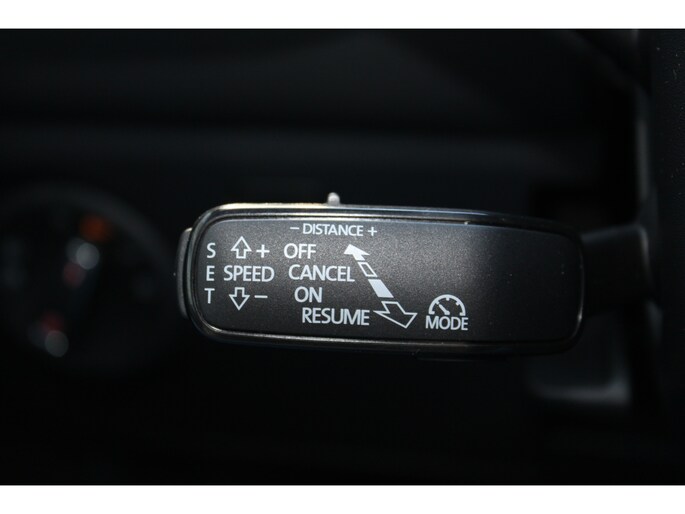 − DISTANCE +
S + OFF
E SPEED CANCEL
T − ON
RESUME
MODE